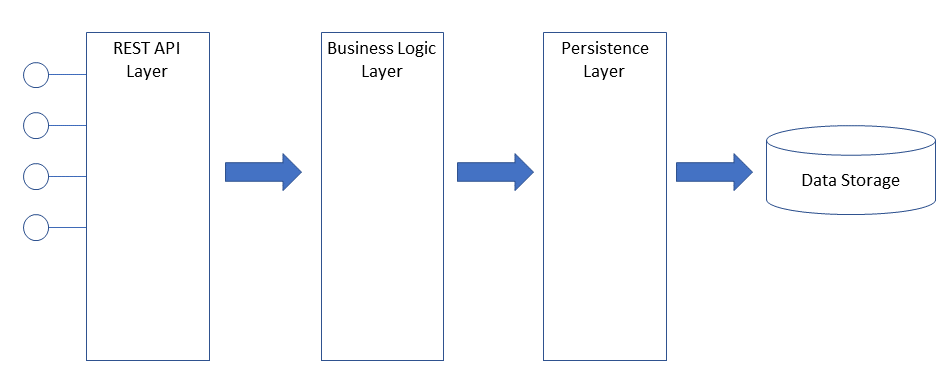 REST API
Layer
Business Logic
Layer
Persistence
Layer
Data Storage